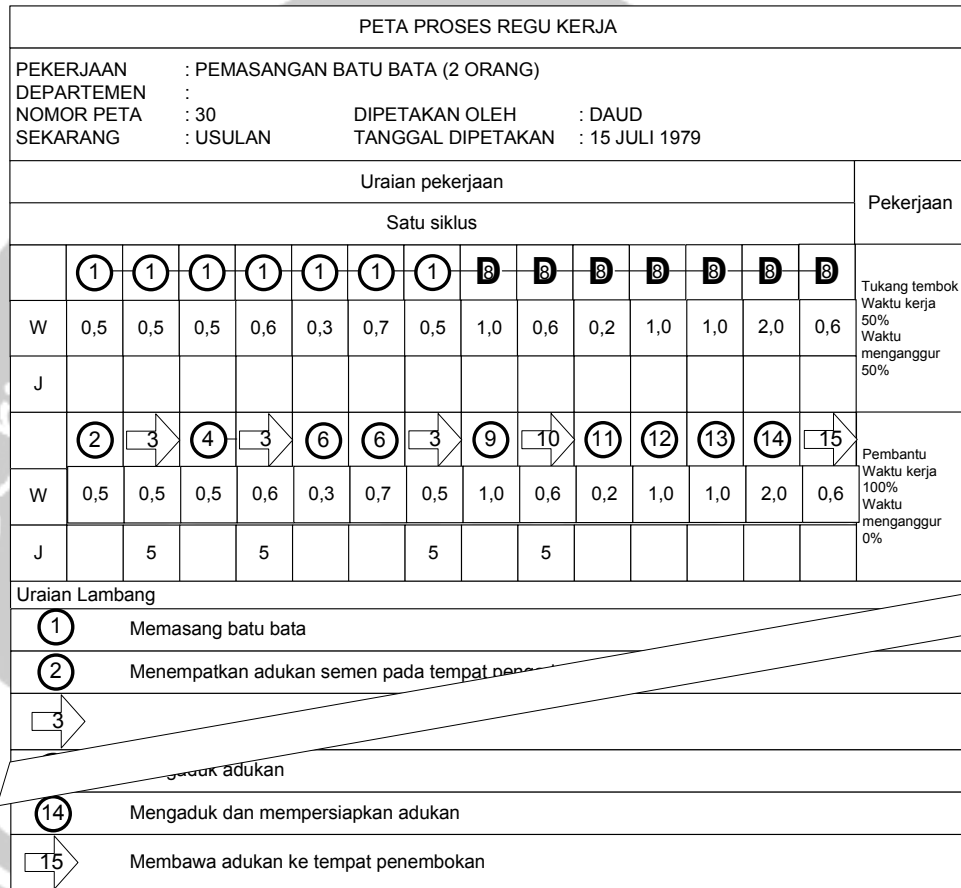 PETA PROSES REGU KERJA
PEKERJAAN : PEMASANGAN BATU BATA (2 ORANG)
DEPARTEMEN :
NOMOR PETA : 30 DIPETAKAN OLEH : DAUD
SEKARANG : USULAN TANGGAL DIPETAKAN : 15 JULI 1979
Uraian pekerjaan
Pekerjaan
Satu siklus
1 1 1 1 1 1 1 8 8 8 8 8 8 8
W 0,5 0,5 0,5 0,6 0,3 0,7 0,5 1,0 0,6 0,2 1,0 1,0 2,0 0,6
J
Tukang tembok
Waktu kerja
50%
Waktu
menganggur
50%
2 3 4 3 6 6 3 9 10 11 12 13 14 15
W 0,5 0,5 0,5 0,6 0,3 0,7 0,5 1,0 0,6 0,2 1,0 1,0 2,0 0,6
J 5 5 5 5
Pembantu
Waktu kerja
100%
Waktu
menganggur
0%
Uraian Lambang
1 Memasang batu bata
2 Menempatkan adukan semen pada tempat
3
adukan
14 Mengaduk dan mempersiapkan adukan
15 Membawa adukan ke tempat penembokan